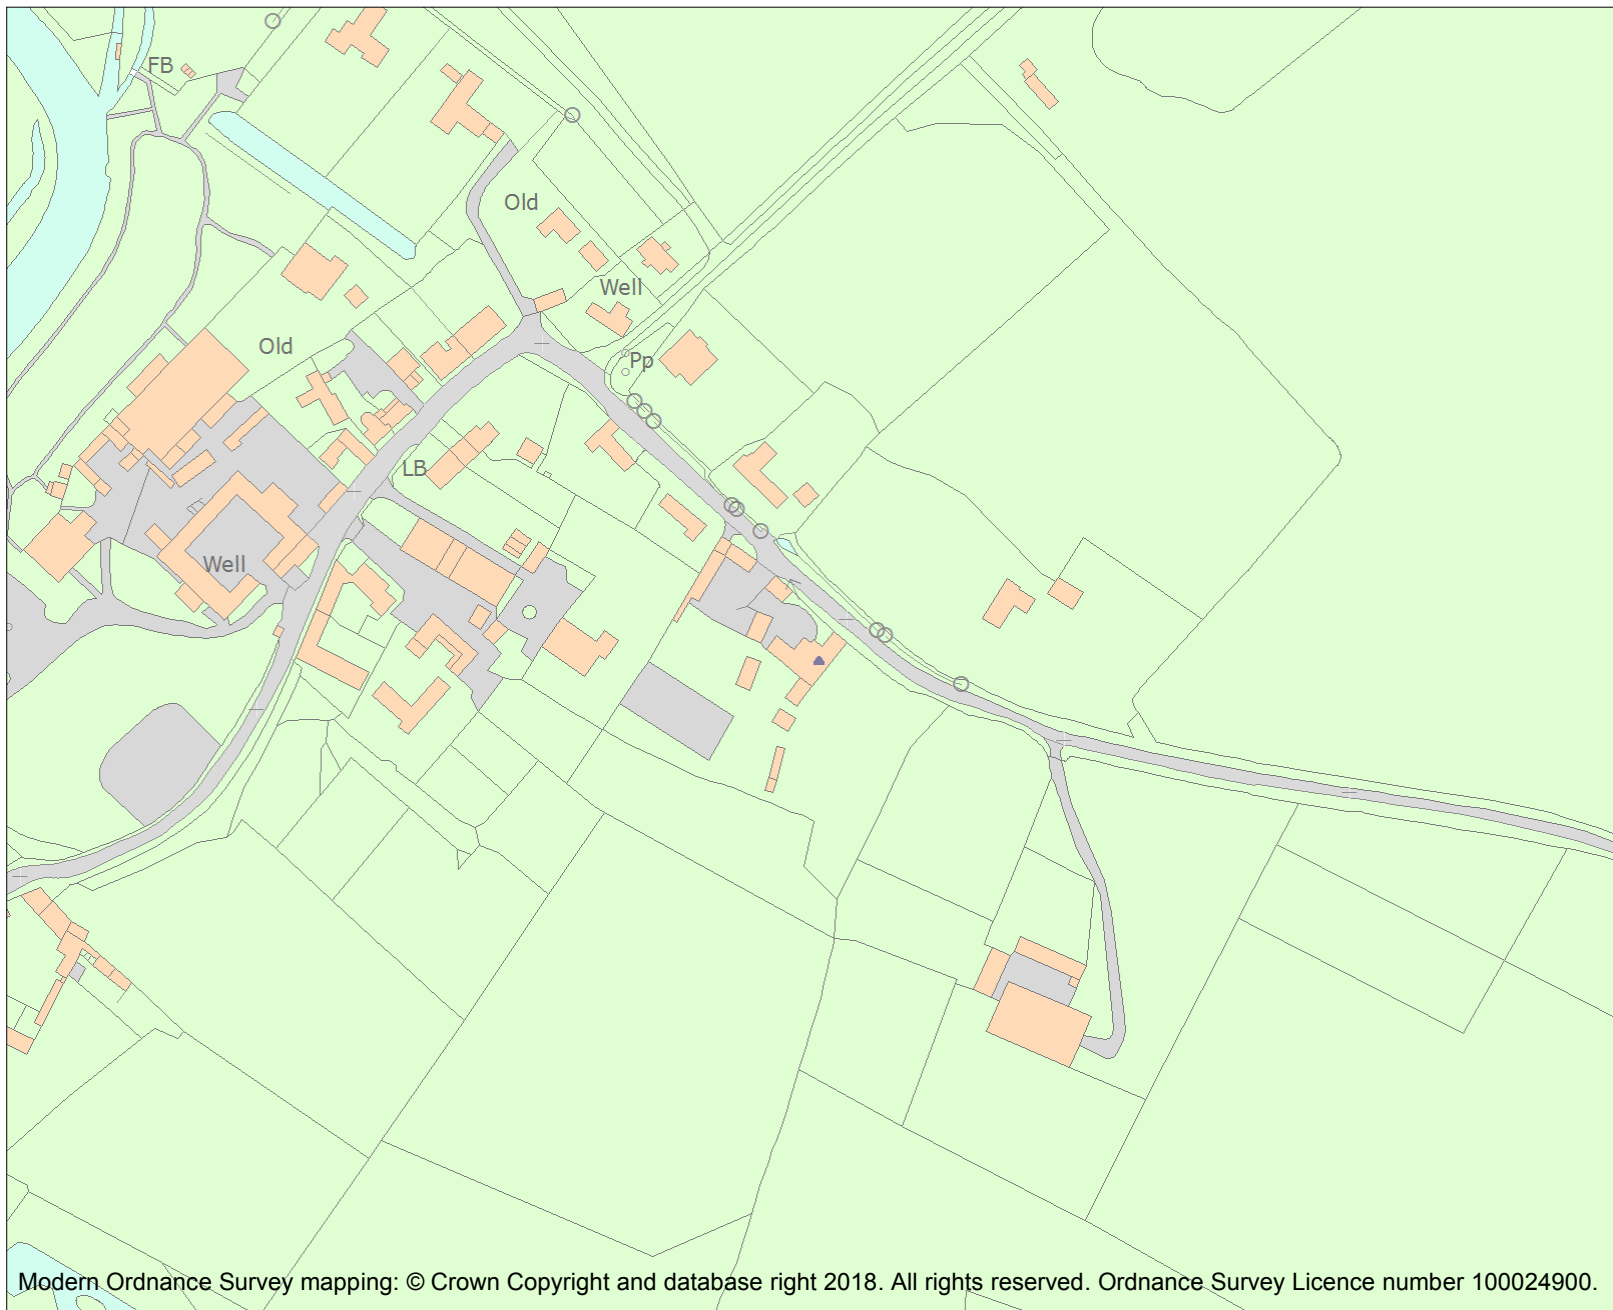 FB
Old
Well
Old
Pp
LB
Well
Modern Ordnance Survey mapping: © Crown Copyright and database right 2018. All rights reserved. Ordnance Survey Licence number 100024900.